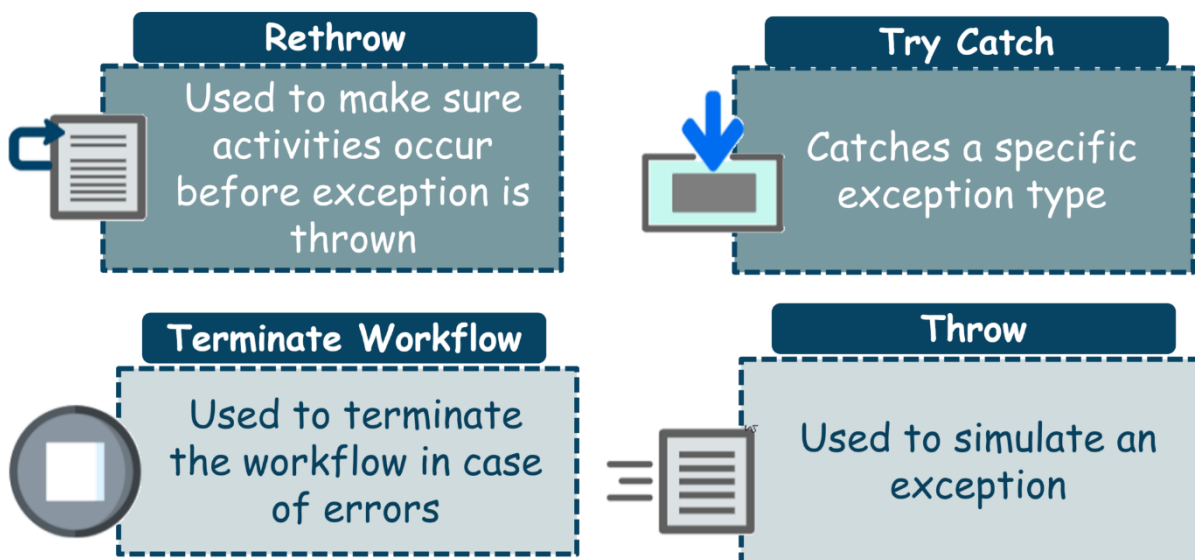 Rethrow
Used to make sure
activities occur
before exception is
thrown
Try Catch
Catches a specific
exception type
Terminate Workflow
Used to terminate
the workflow in case
of errors
Throw
Used to simulate an
exception